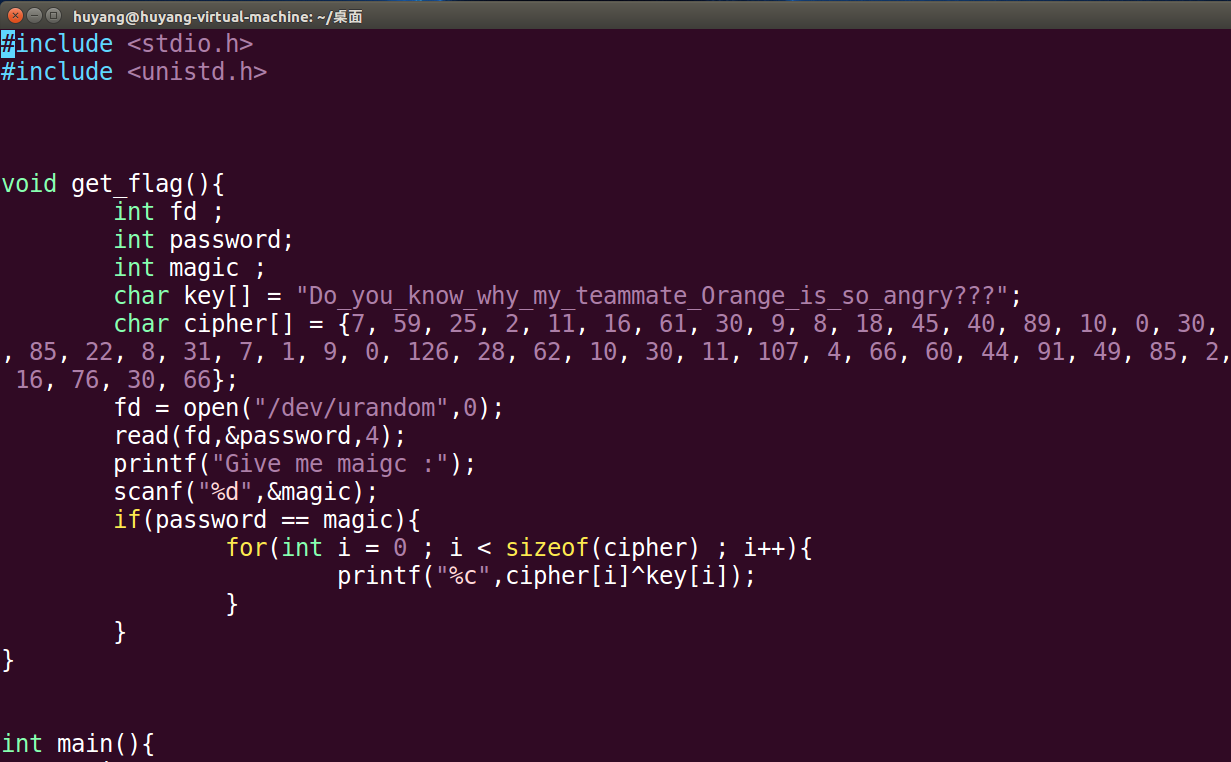 huyang@huyang-virtual-machine: ~/桌面
#include <stdio.h>
#include <unistd.h>
void get_flag(){
int fd ;
int password;
int magic ;
char key[] = "Do_you_know_why_my_teammate_Orange_is_so_angry???";
char cipher[] = {7, 59, 25, 2, 11, 16, 61, 30, 9, 8, 18, 45, 40, 89, 10, 0, 30,
, 85, 22, 8, 31, 7, 1, 9, 0, 126, 28, 62, 10, 30, 11, 107, 4, 66, 60, 44, 91, 49, 85, 2,
16, 76, 30, 66};
fd = open("/dev/urandom",0);
read(fd,&password,4);
printf("Give me maigc :");
scanf("%d",&magic);
if(password == magic){
for(int i = 0 ; i < sizeof(cipher) ; i++){
printf("%c",cipher[i]^key[i]);
}
}
}
int main(){